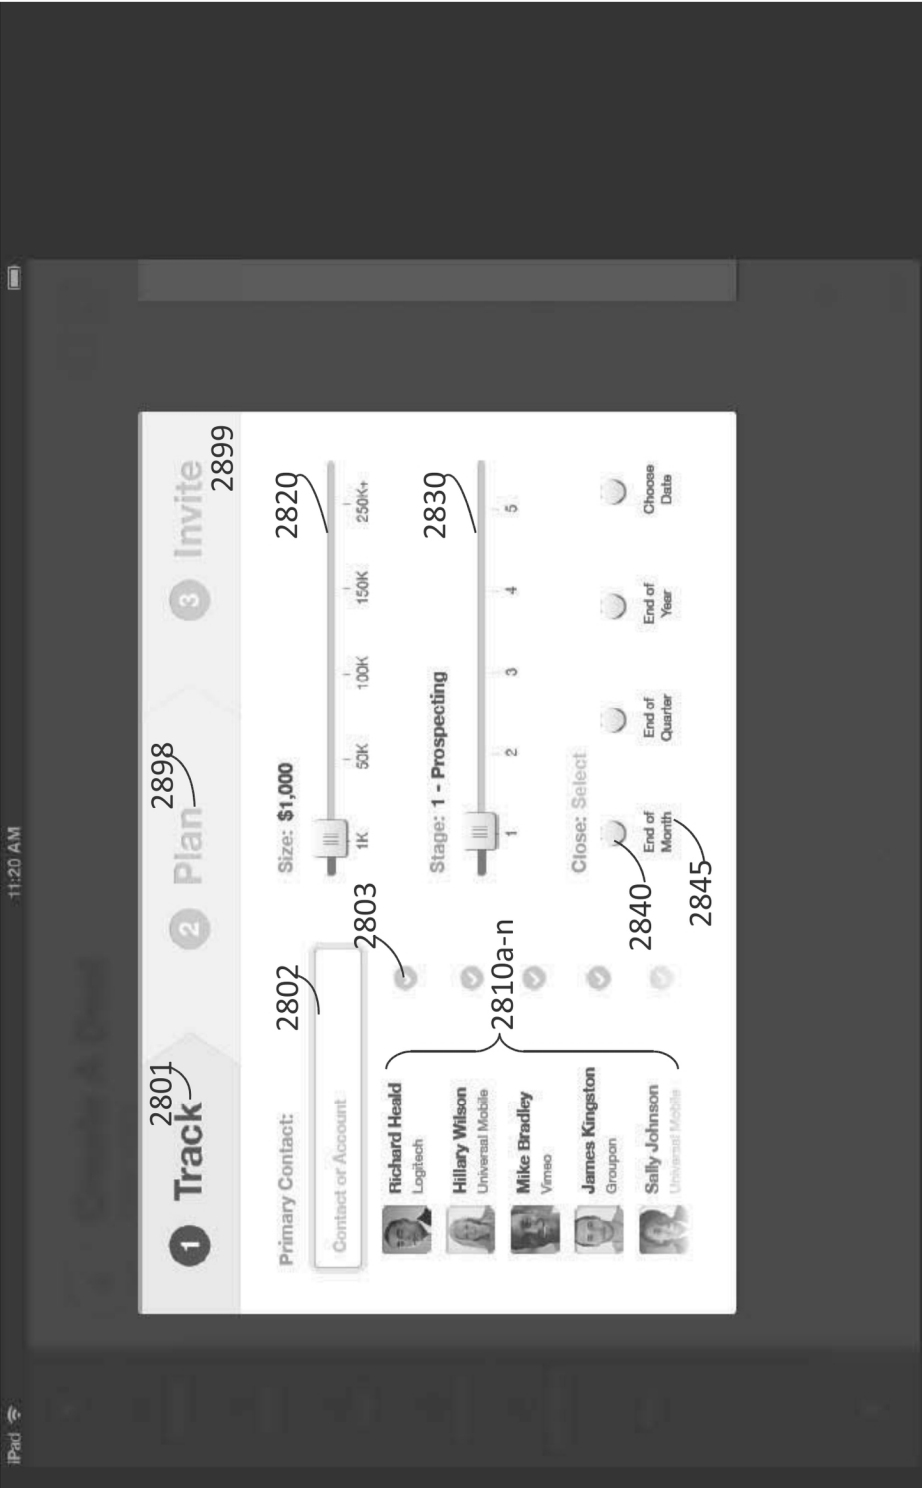 iPad
11:20 AM
1 Track
2801
2 Plan
2898
3 Invite
2899
Primary Contact:
2802
Contact or Account
2803
Richard Heald
Logitech
Hillary Wilson
Universal Mobile
Mike Bradley
Vimeo
James Kingston
Groupon
Sally Johnson
Universal Mobile
2810a-n
Size: $1,000
2820
1K 50K 100K 150K 250K+
Stage: 1 - Prospecting
2830
1 2 3 4 5
Close: Select
End of
Month
End of
Quarter
End of
Year
Choose
Date
2840
2845